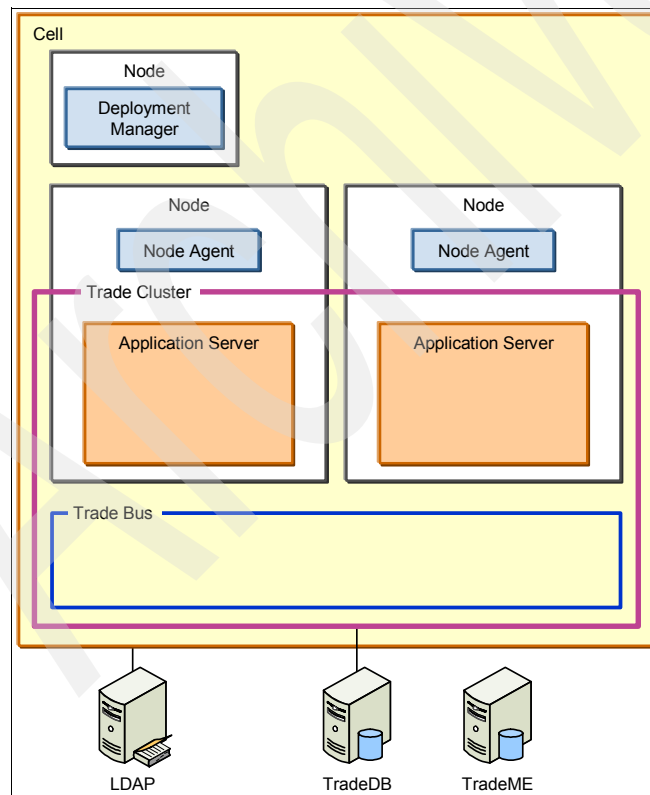 Cell
Node
Deployment
Manager
Node
Node
Node Agent
Node Agent
Trade Cluster
Application Server
Application Server
Trade Bus
LDAP
TradeDB
TradeME
Archive